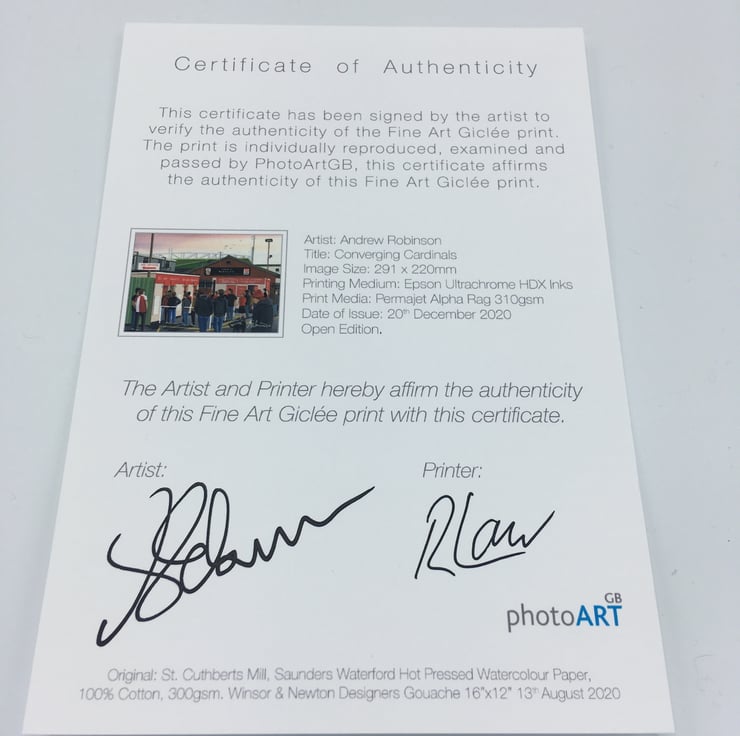 Certificate of Authenticity
This certificate has been signed by the artist to
verify the authenticity of the Fine Art Giclée print.
The print is individually reproduced, examined and
passed by PhotoArtGB, this certificate affirms
the authenticity of this Fine Art Giclée print.
Artist: Andrew Robinson
Title: Converging Cardinals
Image Size: 291 x 220mm
Printing Medium: Epson Ultrachrome HDX Inks
Print Media: Permajet Alpha Rag 310gsm
Date of Issue: 20th December 2020
Open Edition.
The Artist and Printer hereby affirm the authenticity
of this Fine Art Giclée print with this certificate.
Artist:
Printer:
R Law
photoART GB
Original: St. Cuthberts Mill, Saunders Waterford Hot Pressed Watercolour Paper,
100% Cotton, 300gsm. Winsor & Newton Designers Gouache 16"x12" 13th August 2020